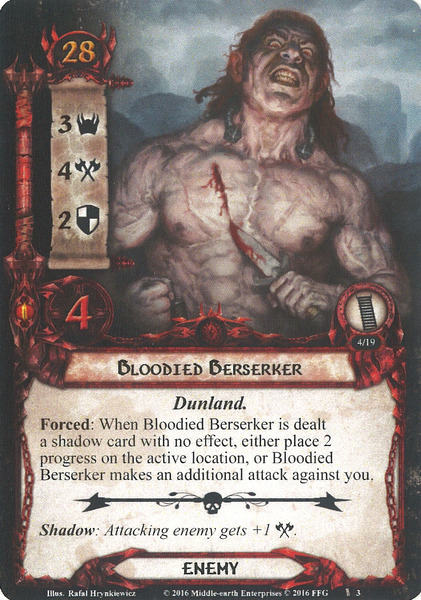 28
3
4
2
4
4/19
Bloodied Berserker
Dunland.
Forced: When Bloodied Berserker is dealt
a shadow card with no effect, either place 2
progress on the active location, or Bloodied
Berserker makes an additional attack against you.
Shadow: Attacking enemy gets +1 .
ENEMY
Illus. Rafał Hrynkiewicz © 2016 Middle-earth Enterprises © 2016 FFG 3